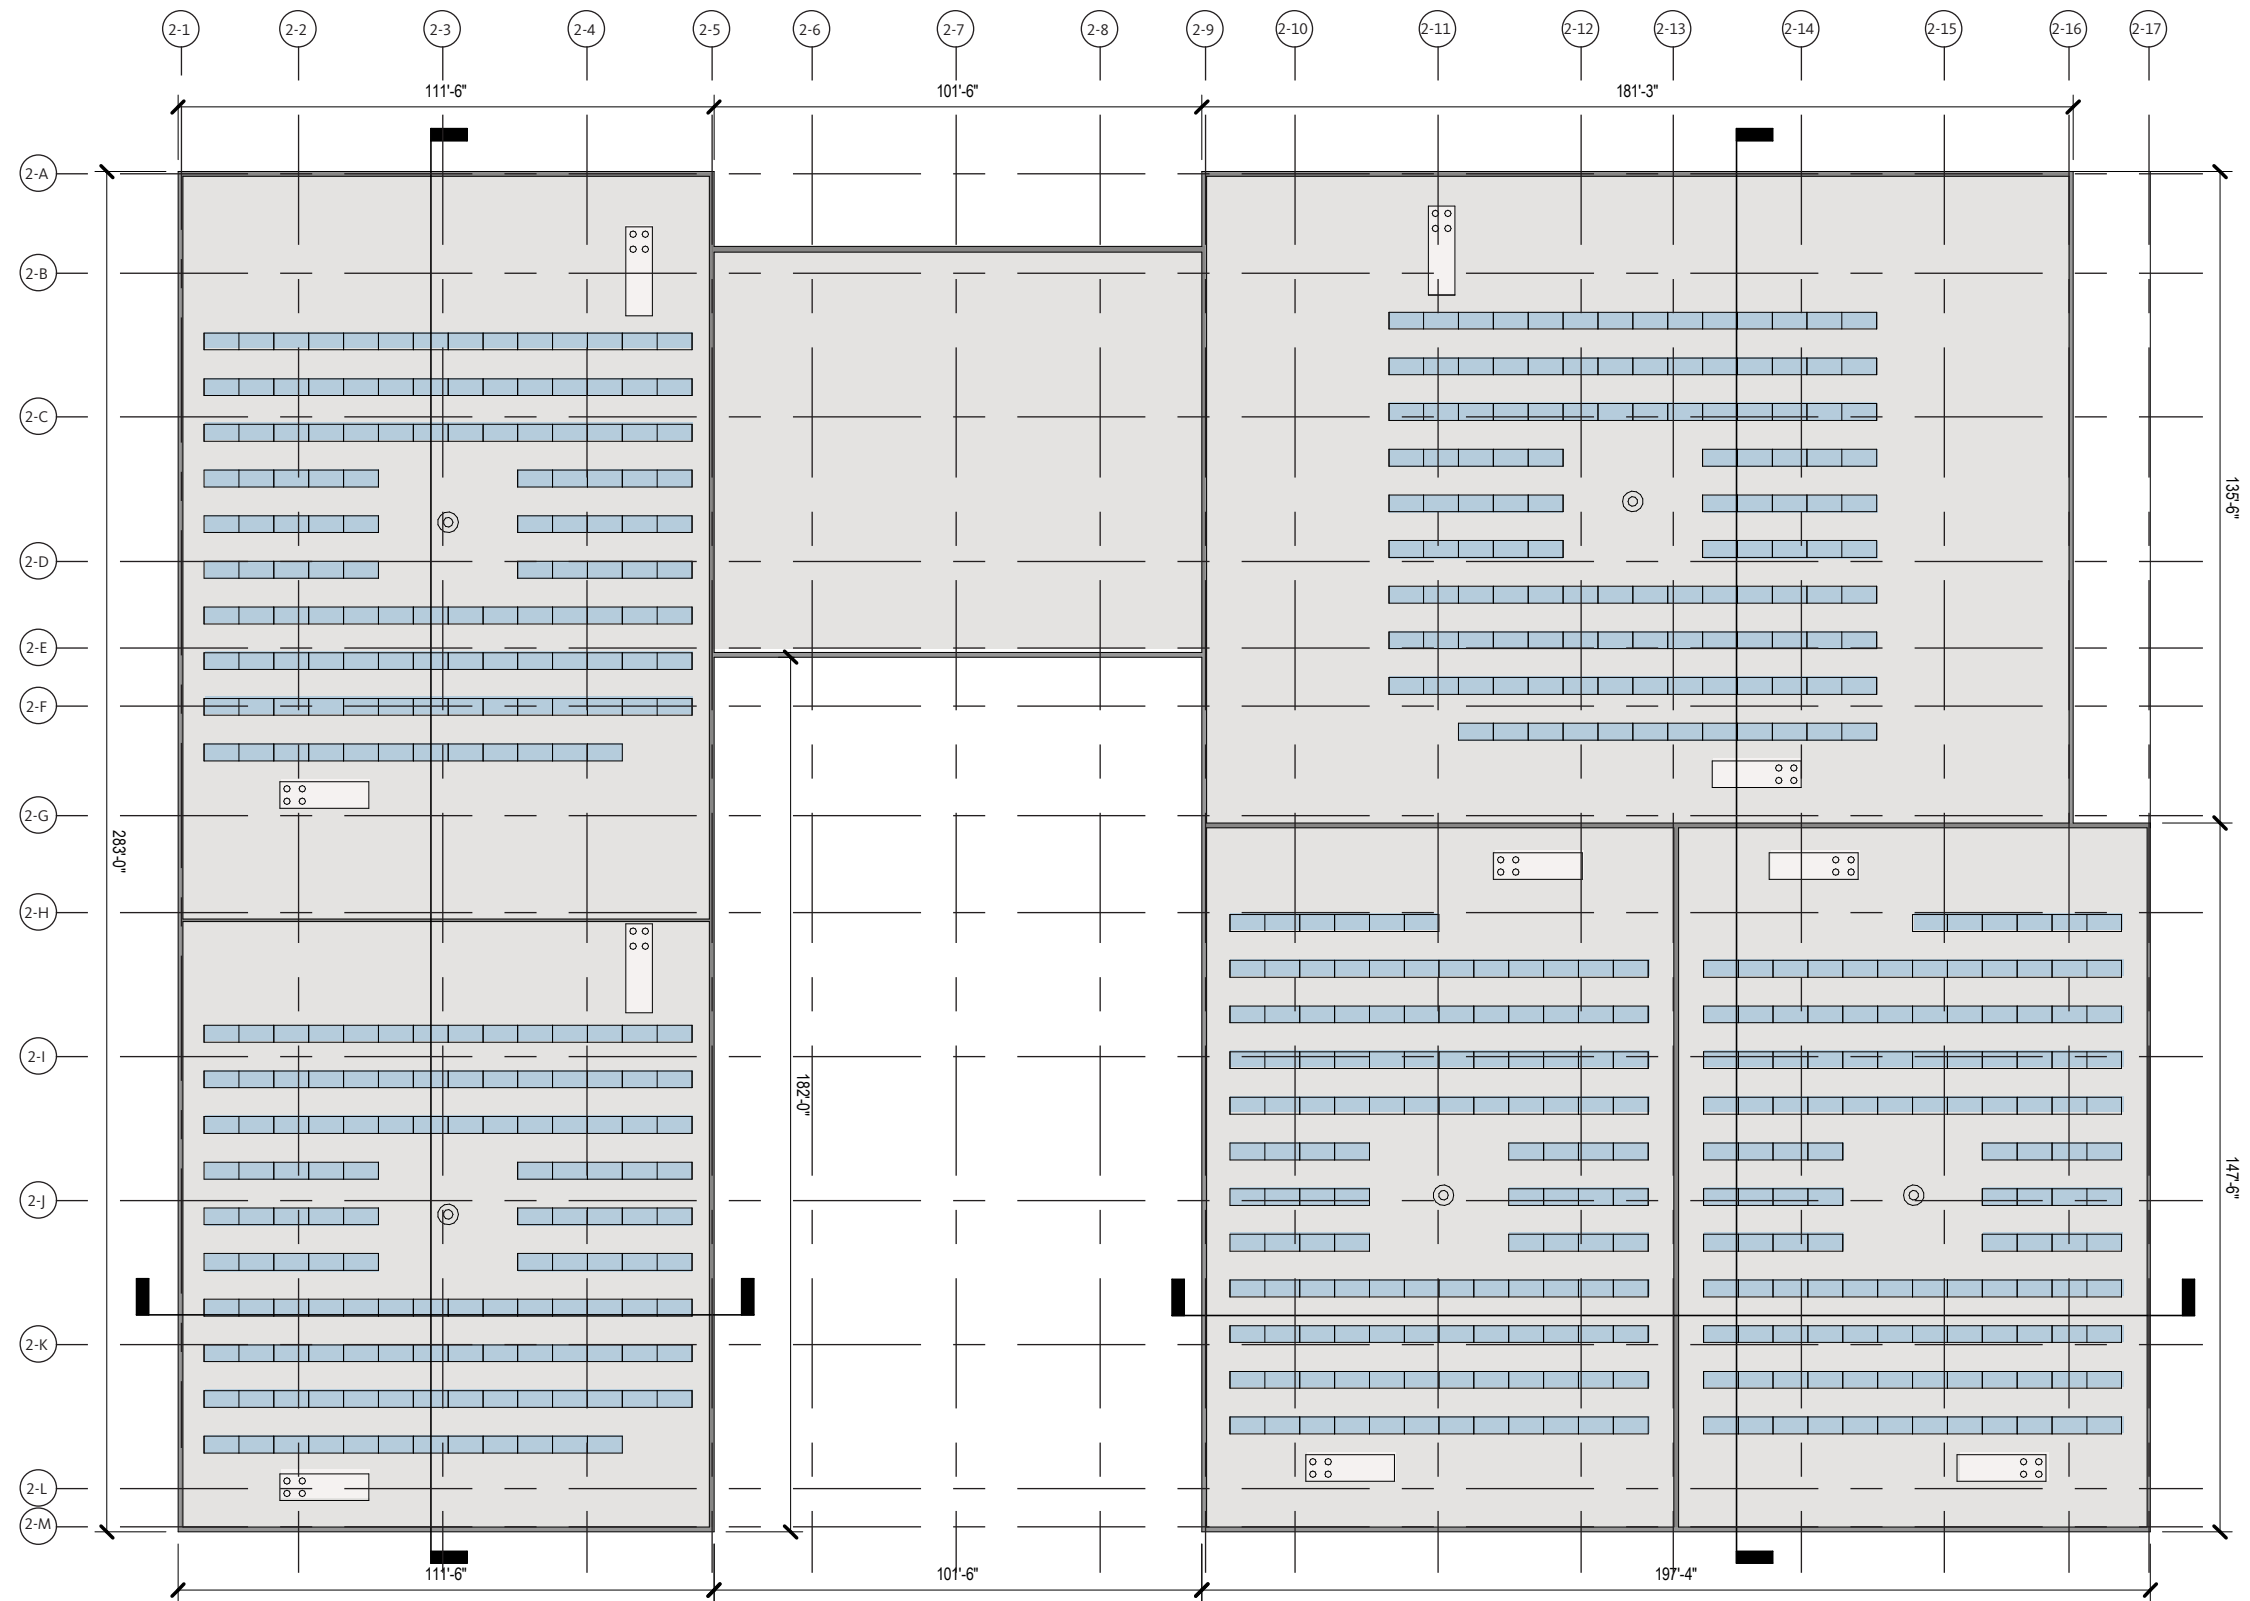 2-1 2-2 2-3 2-4 2-5 2-6 2-7 2-8 2-9 2-10 2-11 2-12 2-13 2-14 2-15 2-16 2-17
111'-6" 101'-6" 181'-3"
2-A
2-B
2-C
135'-6"
2-D
2-E
2-F
2-G
283'-0"
2-H
2-I
182'-0"
147'-6"
2-J
2-K
2-L
2-M
111'-6" 101'-6" 197'-4"